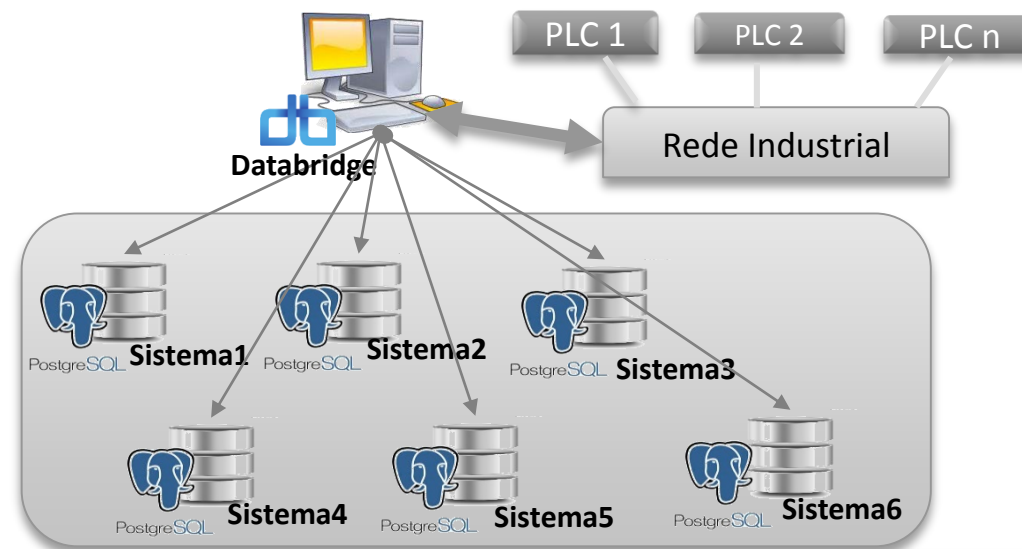 PLC 1
PLC 2
PLC n
Rede Industrial
db
Databridge
PostgreSQL
Sistema1
PostgreSQL
Sistema2
PostgreSQL
Sistema3
PostgreSQL
Sistema4
PostgreSQL
Sistema5
PostgreSQL
Sistema6